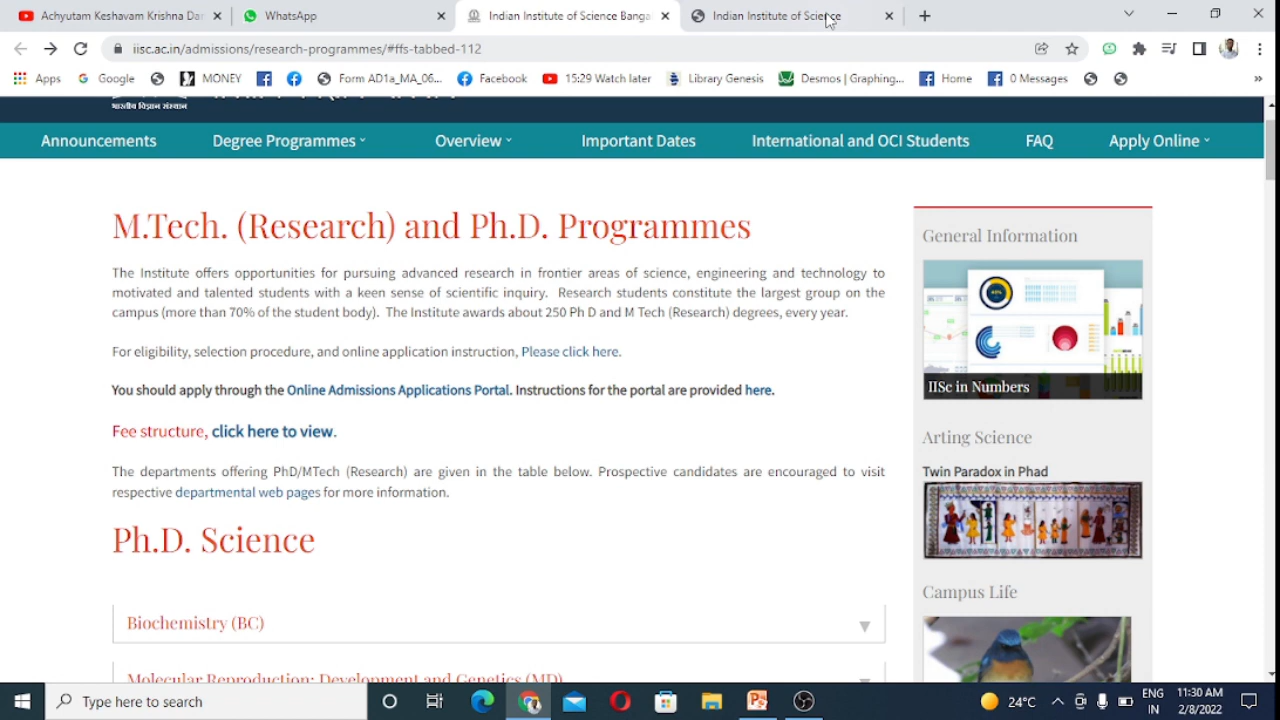 Achyutam Keshavam Krishna Dar
WhatsApp
Indian Institute of Science Banga
Indian Institute of Science
iisc.ac.in/admissions/research-programmes/#ffs-tabbed-112
Apps
Google
MONEY
Form AD1a_MA_06...
Facebook
15:29 Watch later
Library Genesis
Desmos | Graphing...
Home
0 Messages
»
भारतीय विज्ञान संस्थान
Announcements
Degree Programmes
Overview
Important Dates
International and OCI Students
FAQ
Apply Online
M.Tech. (Research) and Ph.D. Programmes
The Institute offers opportunities for pursuing advanced research in frontier areas of science, engineering and technology to
motivated and talented students with a keen sense of scientific inquiry. Research students constitute the largest group on the
campus (more than 70% of the student body). The Institute awards about 250 Ph D and M Tech (Research) degrees, every year.
For eligibility, selection procedure, and online application instruction, Please click here.
You should apply through the Online Admissions Applications Portal. Instructions for the portal are provided here.
Fee structure, click here to view.
The departments offering PhD/MTech (Research) are given in the table below. Prospective candidates are encouraged to visit
respective departmental web pages for more information.
Ph.D. Science
Biochemistry (BC)
Molecular Reproduction: Development and Genetics (MD)
General Information
IISc in Numbers
Arting Science
Twin Paradox in Phad
Campus Life
Type here to search
24°C
ENG
IN
11:30 AM
2/8/2022